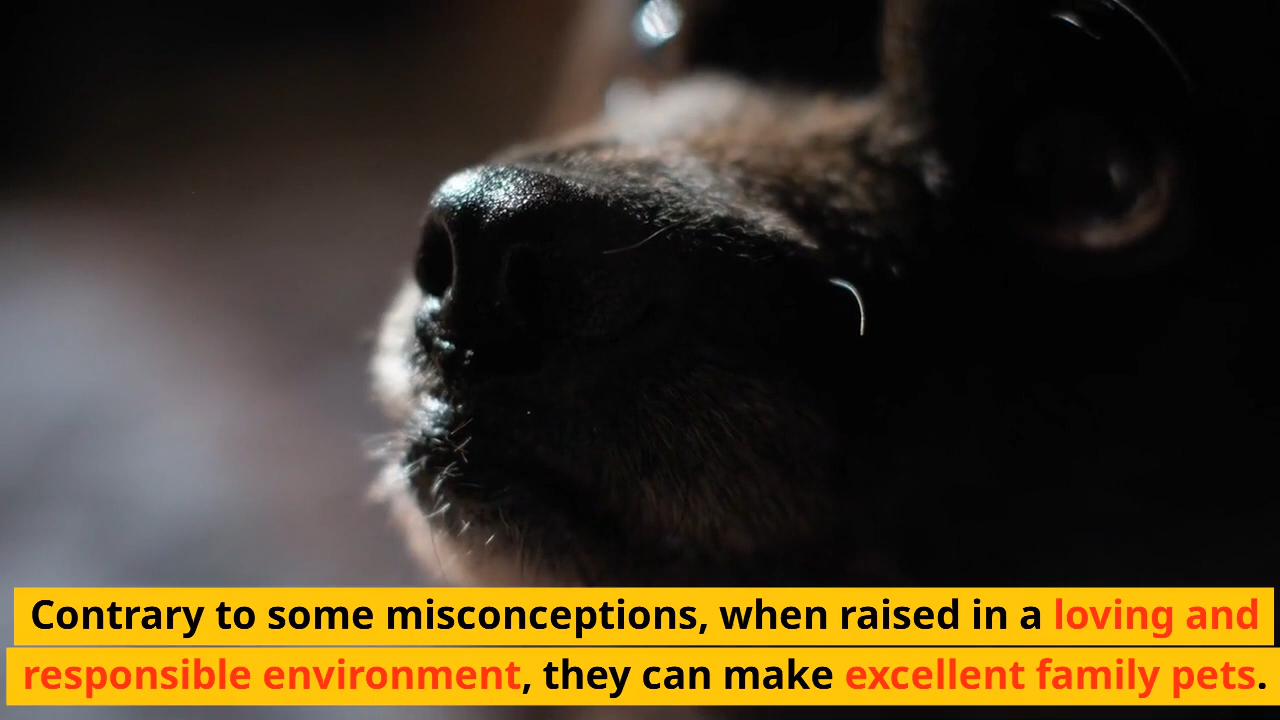 Contrary to some misconceptions, when raised in a loving and
responsible environment, they can make excellent family pets.